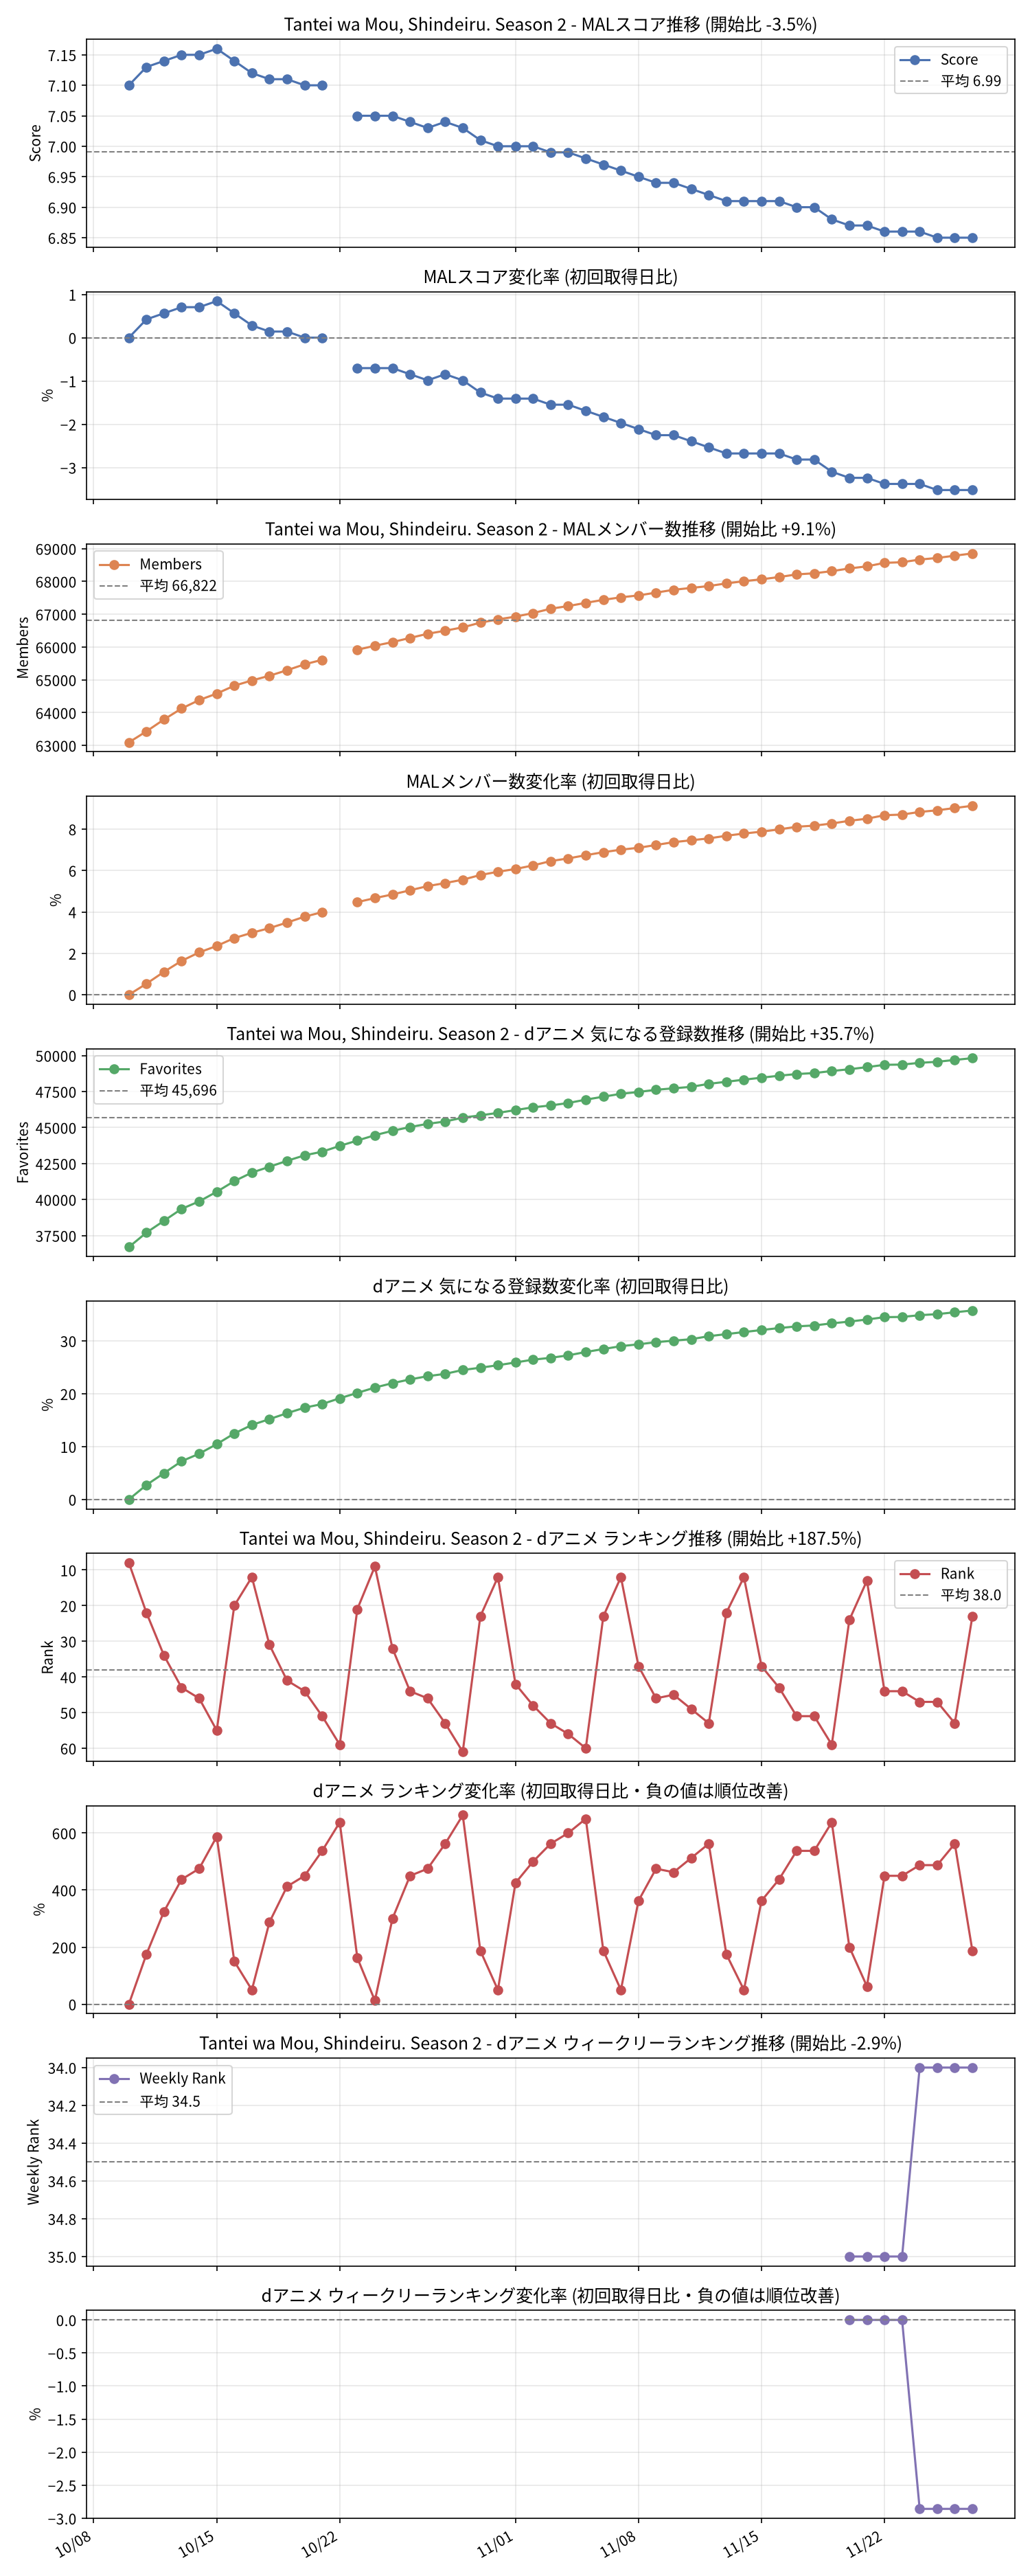 Tantei wa Mou, Shindeiru. Season 2 - MALスコア推移 (開始比 -3.5%)
7.15
7.10
7.05
7.00
6.95
6.90
6.85
Score
Score
平均 6.99
MALスコア変化率 (初回取得日比)
1
0
−1
−2
−3
%
Tantei wa Mou, Shindeiru. Season 2 - MALメンバー数推移 (開始比 +9.1%)
69000
68000
67000
66000
65000
64000
63000
Members
Members
平均 66,822
MALメンバー数変化率 (初回取得日比)
8
6
4
2
0
%
Tantei wa Mou, Shindeiru. Season 2 - dアニメ 気になる登録数推移 (開始比 +35.7%)
50000
47500
45000
42500
40000
37500
Favorites
Favorites
平均 45,696
dアニメ 気になる登録数変化率 (初回取得日比)
30
20
10
0
%
Tantei wa Mou, Shindeiru. Season 2 - dアニメ ランキング推移 (開始比 +187.5%)
10
20
30
40
50
60
Rank
Rank
平均 38.0
dアニメ ランキング変化率 (初回取得日比・負の値は順位改善)
600
400
200
0
%
Tantei wa Mou, Shindeiru. Season 2 - dアニメ ウィークリーランキング推移 (開始比 -2.9%)
34.0
34.2
34.4
34.6
34.8
35.0
Weekly Rank
Weekly Rank
平均 34.5
dアニメ ウィークリーランキング変化率 (初回取得日比・負の値は順位改善)
0.0
−0.5
−1.0
−1.5
−2.0
−2.5
−3.0
%
10/08
10/15
10/22
11/01
11/08
11/15
11/22